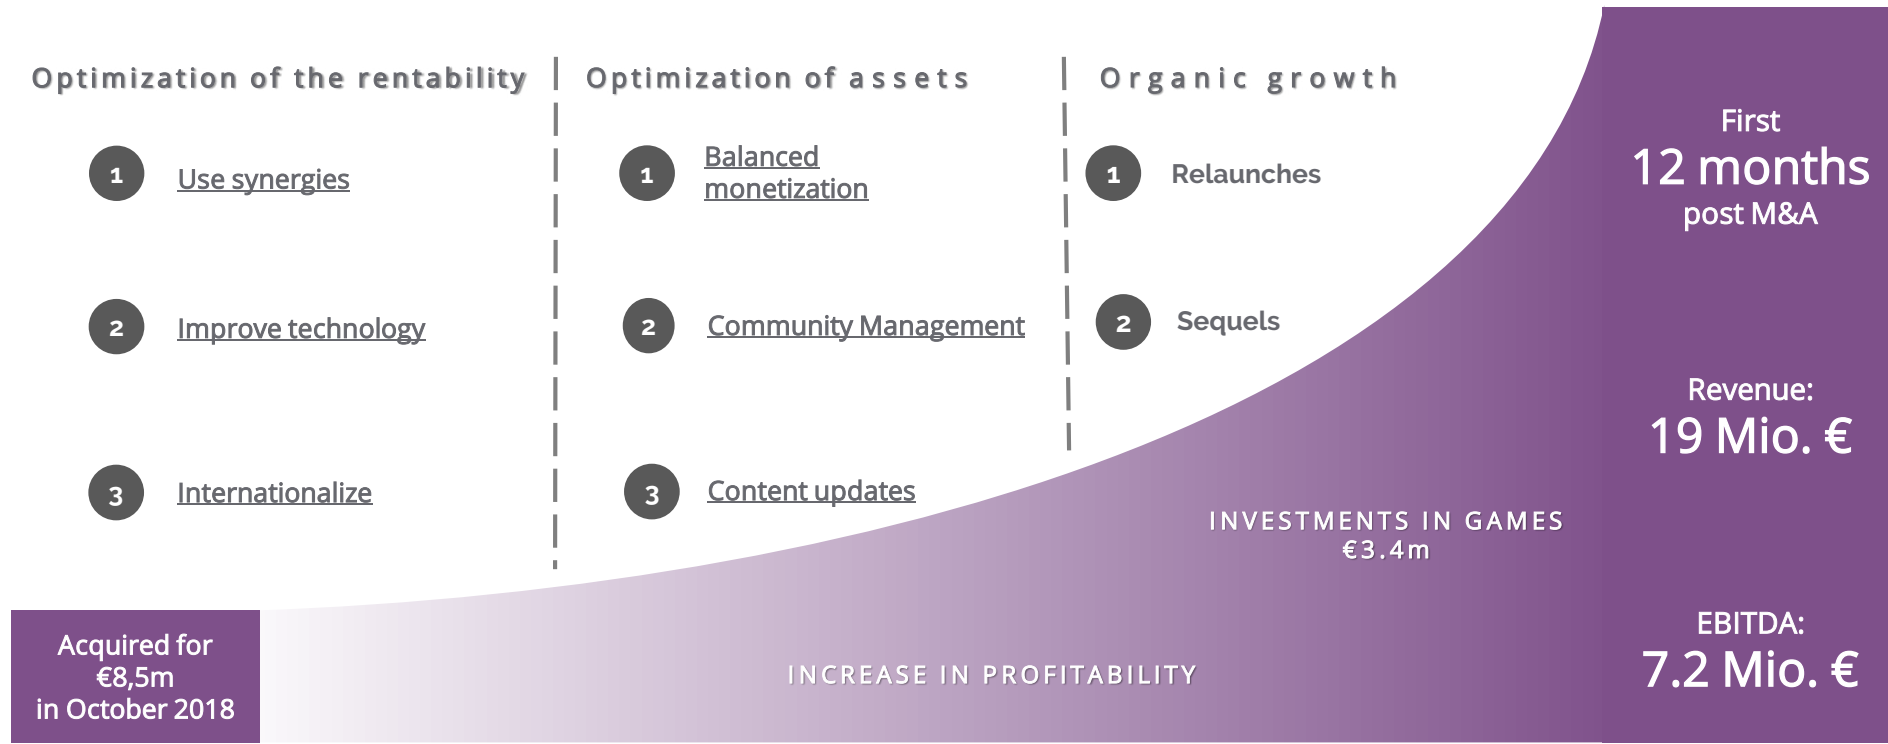 Optimization of the rentability
1
Use synergies
2
Improve technology
3
Internationalize
Optimization of assets
1
Balanced
monetization
2
Community Management
3
Content updates
Organic growth
1
Relaunches
2
Sequels
First
12 months
post M&A
Revenue:
19 Mio. €
EBITDA:
7.2 Mio. €
INVESTMENTS IN GAMES
€3.4m
INCREASE IN PROFITABILITY
Acquired for
€8,5m
in October 2018